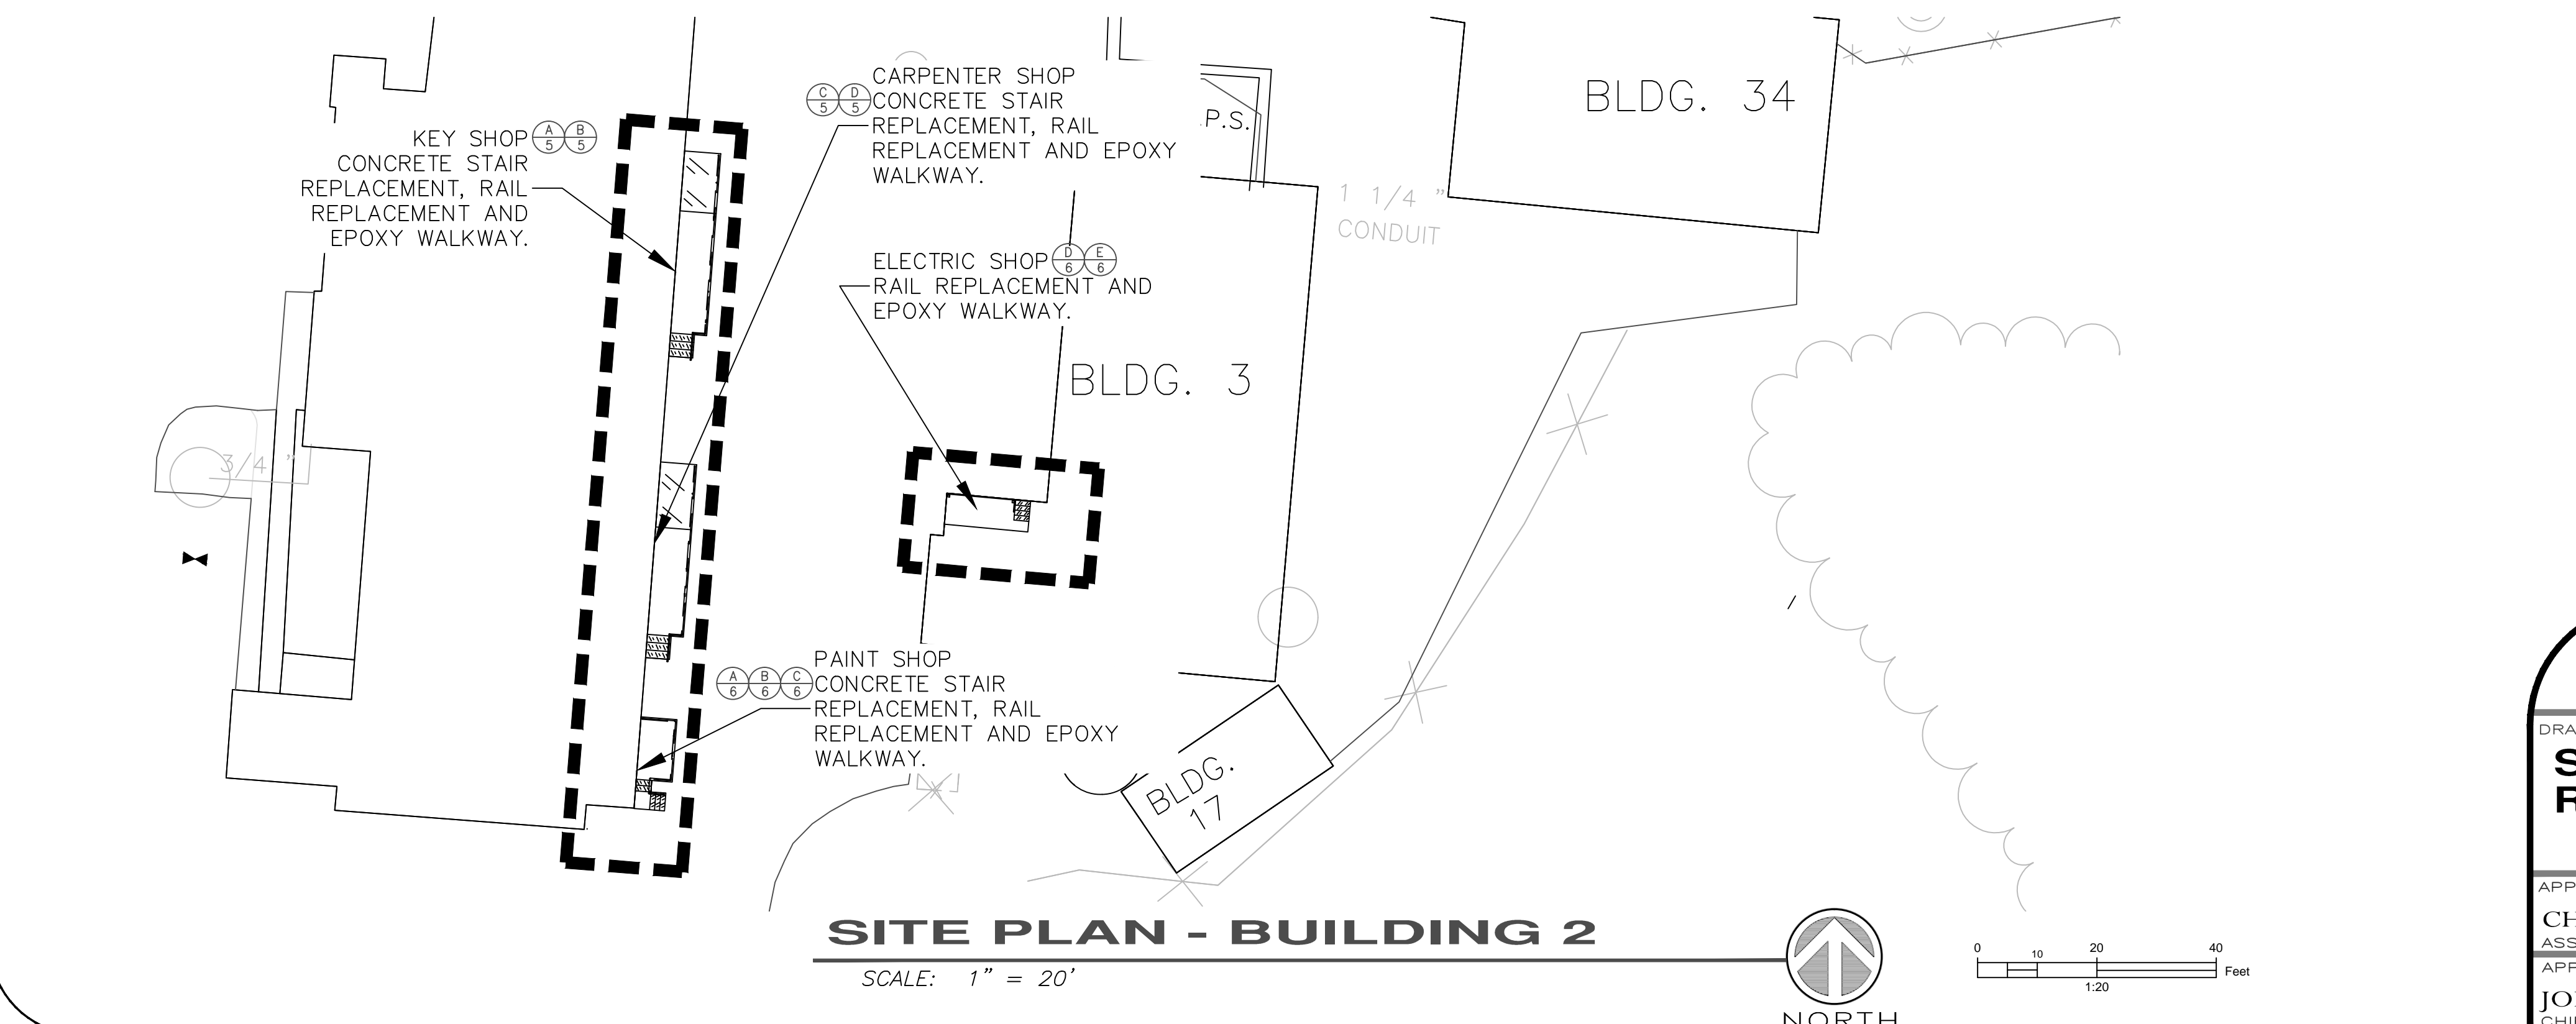 BLDG. 34
CARPENTER SHOP
CONCRETE STAIR
REPLACEMENT, RAIL
REPLACEMENT AND EPOXY
WALKWAY.
C D
5 5
.P.S.
KEY SHOP
CONCRETE STAIR
REPLACEMENT, RAIL
REPLACEMENT AND
EPOXY WALKWAY.
A B
5 5
1 1/4 "
CONDUIT
ELECTRIC SHOP
RAIL REPLACEMENT AND
EPOXY WALKWAY.
D E
6 6
BLDG. 3
3/4 "
PAINT SHOP
CONCRETE STAIR
REPLACEMENT, RAIL
REPLACEMENT AND EPOXY
WALKWAY.
A B C
6 6 6
BLDG.
17
SITE PLAN - BUILDING 2
SCALE: 1" = 20'
NORTH
0 10 20 40
Feet
1:20
DRA
S
R
APP
CH
ASS
APP
JO
CHI